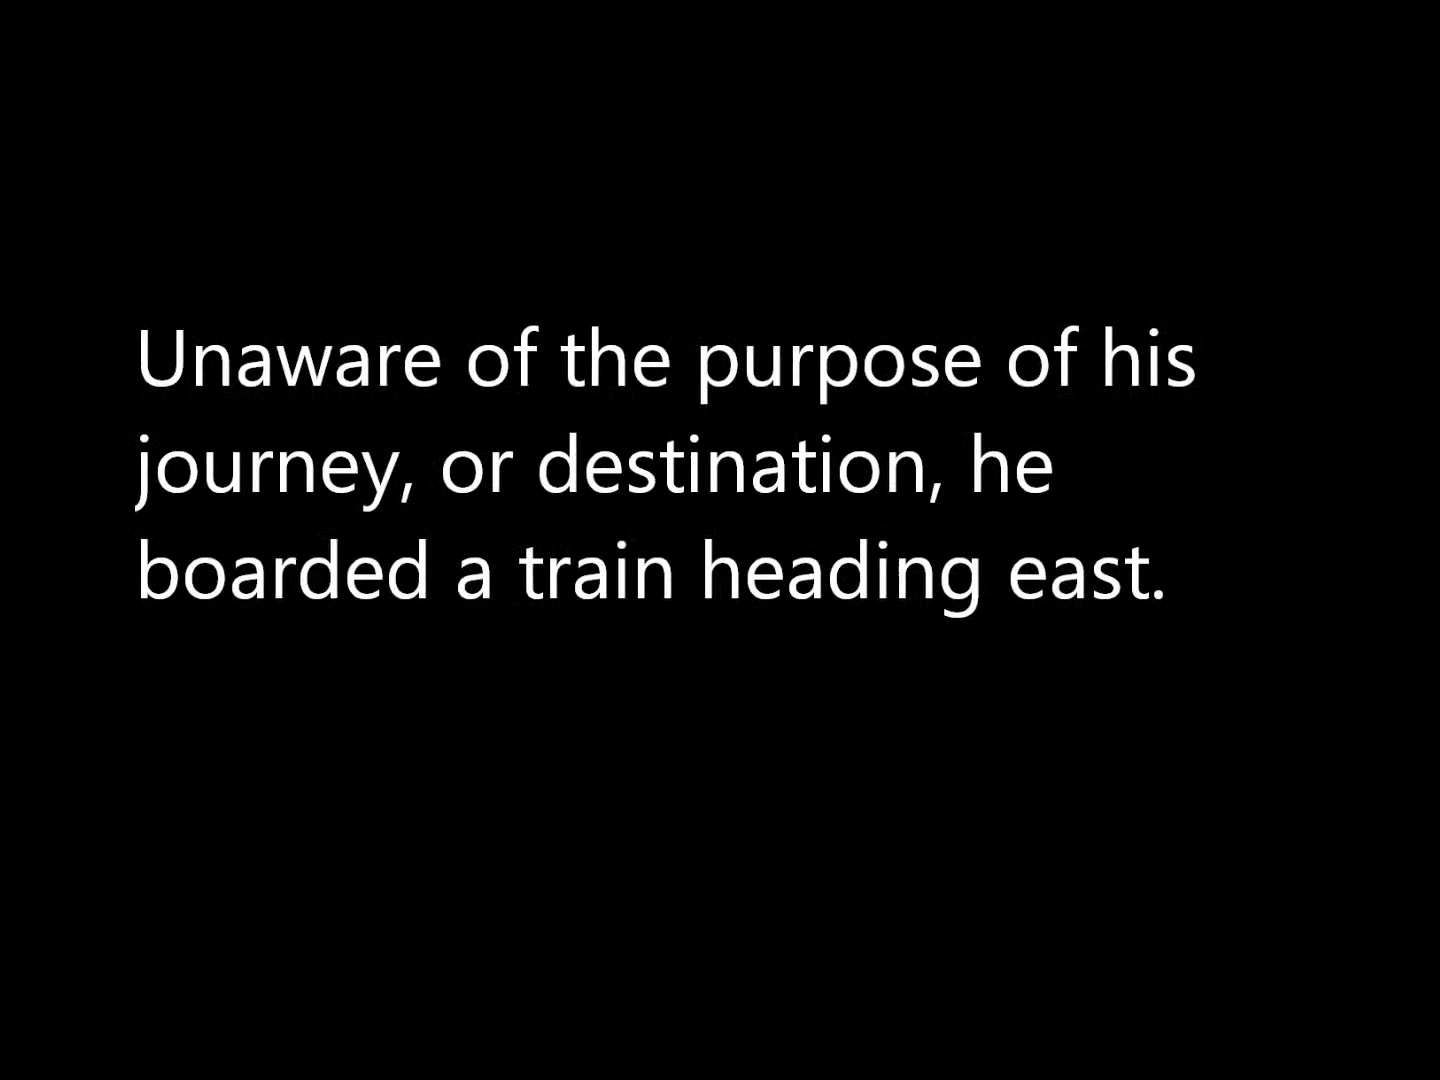 Unaware of the purpose of his
journey, or destination, he
boarded a train heading east.